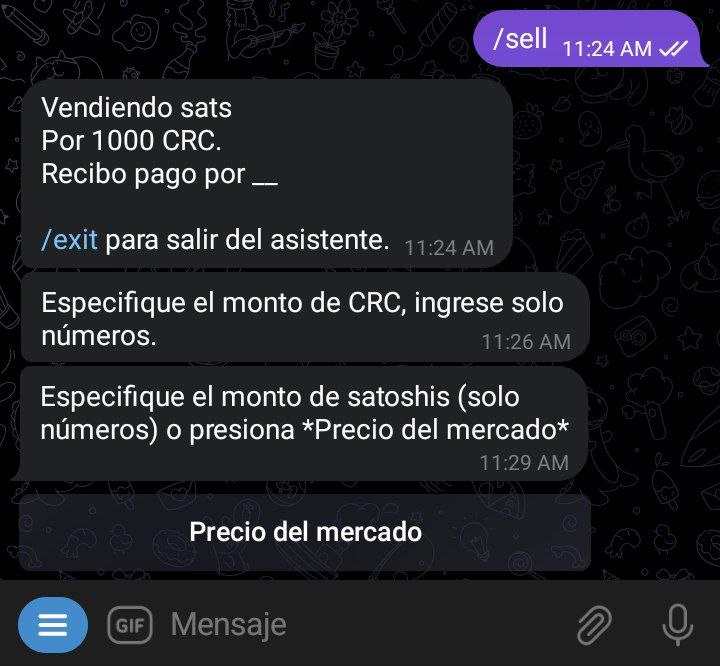 /sell 11:24 AM
Vendiendo sats
Por 1000 CRC.
Recibo pago por __
/exit para salir del asistente. 11:24 AM
Especifique el monto de CRC, ingrese solo
números. 11:26 AM
Especifique el monto de satoshis (solo
números) o presiona *Precio del mercado*
11:29 AM
Precio del mercado
GIF Mensaje